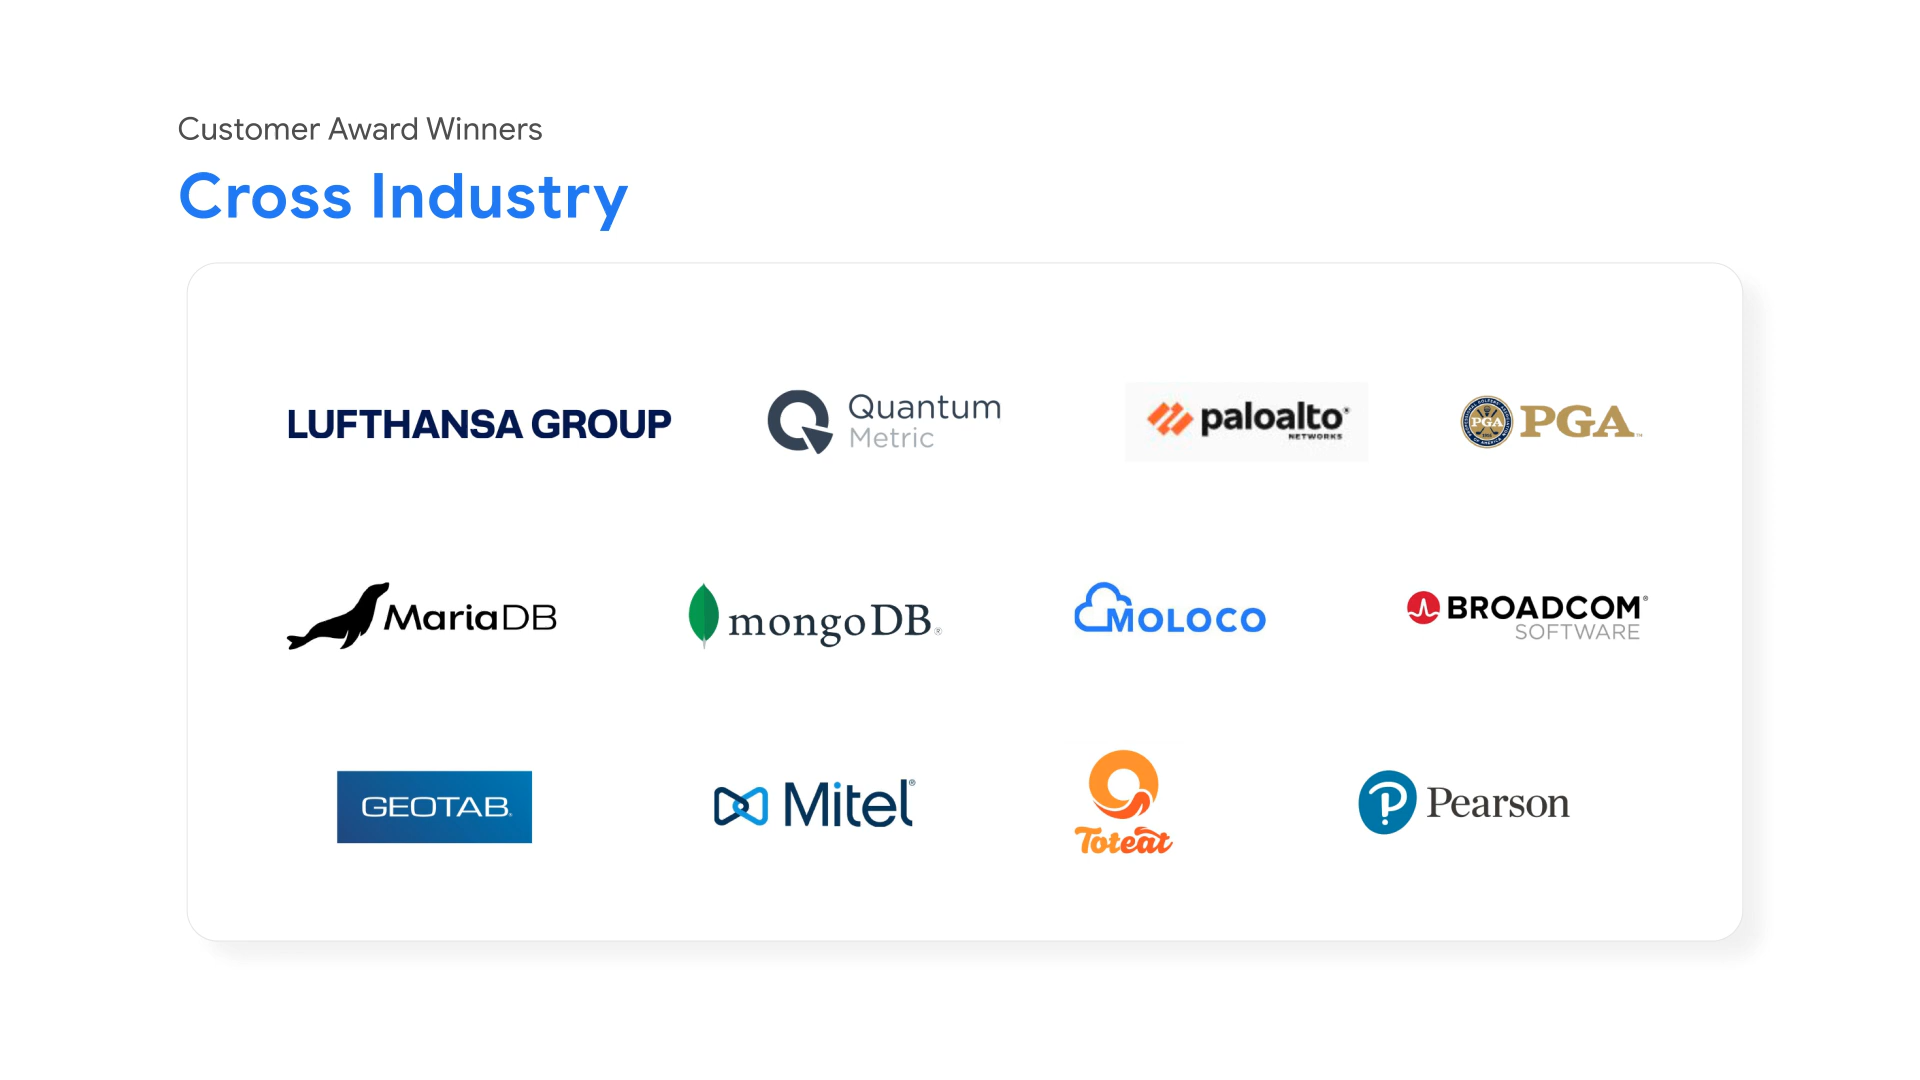 Customer Award Winners
Cross Industry
LUFTHANSA GROUP
Quantum
Metric
paloalto®
NETWORKS
PGA
PGA™
MariaDB
mongoDB®
MOLOCO
BROADCOM®
SOFTWARE
GEOTAB®
Mitel®
Toteat
Pearson